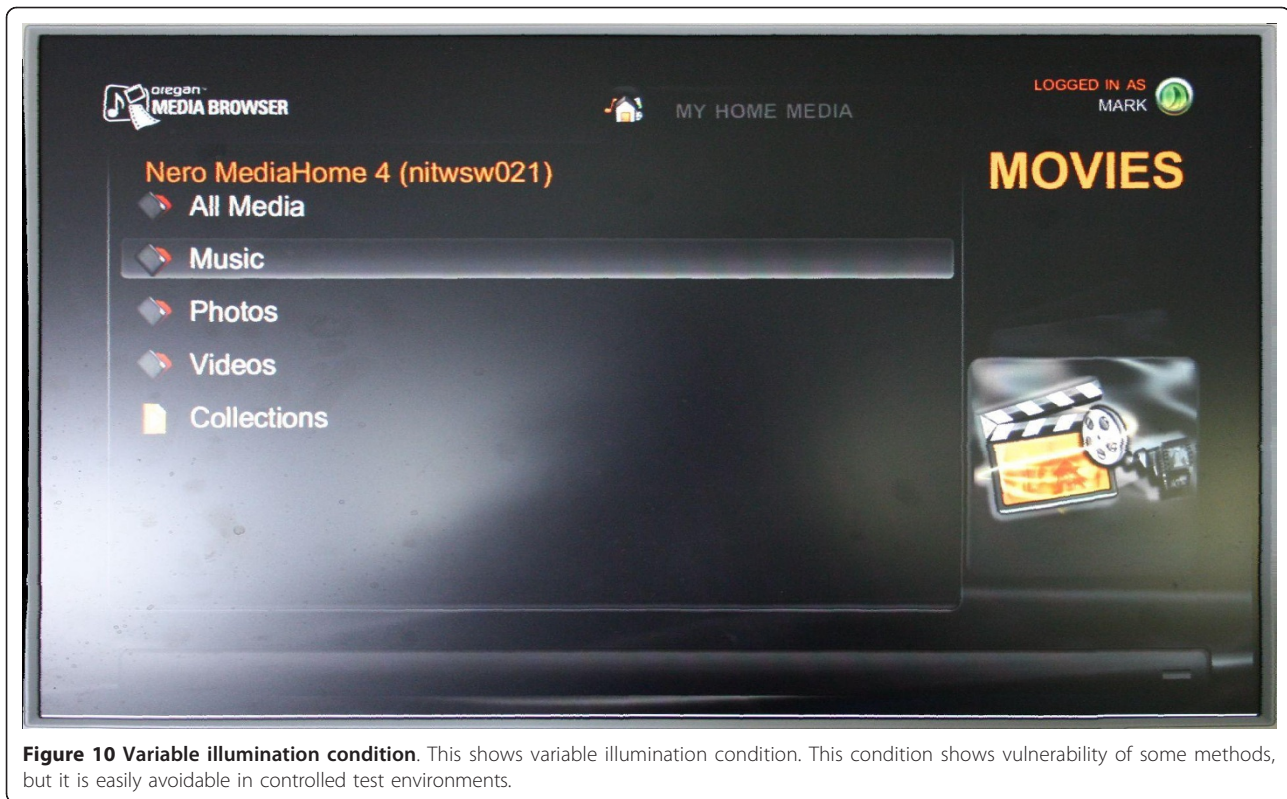 oregan™
MEDIA BROWSER
MY HOME MEDIA
LOGGED IN AS
MARK
Nero MediaHome 4 (nitwsw021)
MOVIES
All Media
Music
Photos
Videos
Collections
Figure 10 Variable illumination condition. This shows variable illumination condition. This condition shows vulnerability of some methods,
but it is easily avoidable in controlled test environments.